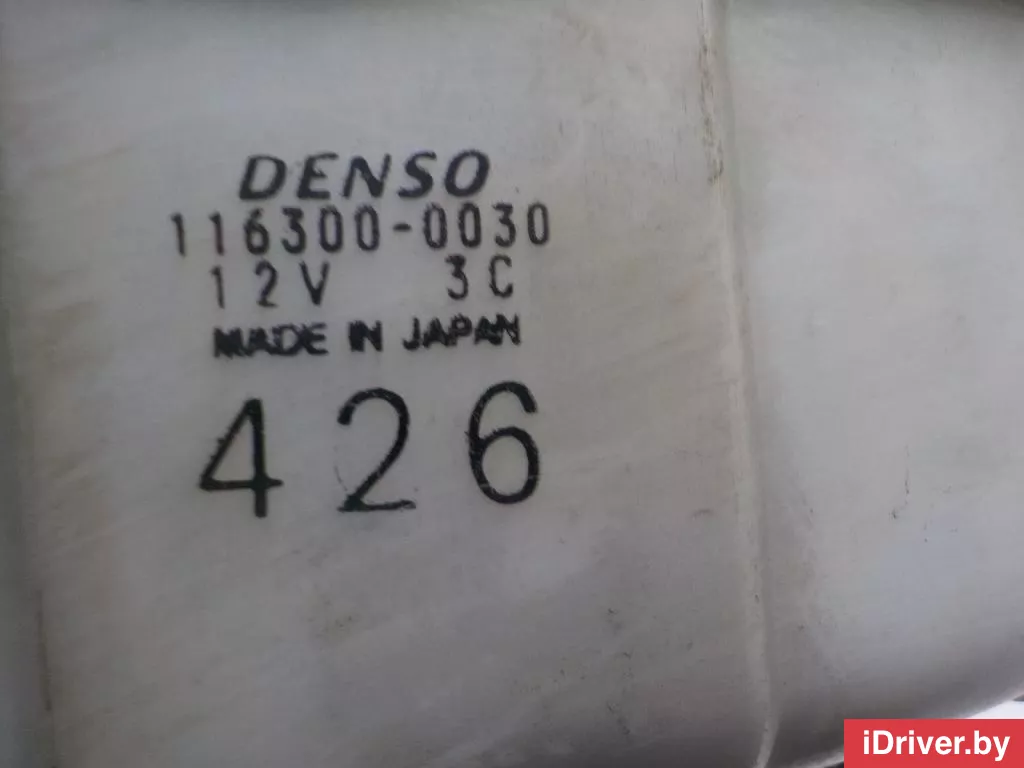 DENSO
116300-0030
12V 3C
MADE IN JAPAN
426
iDriver.by